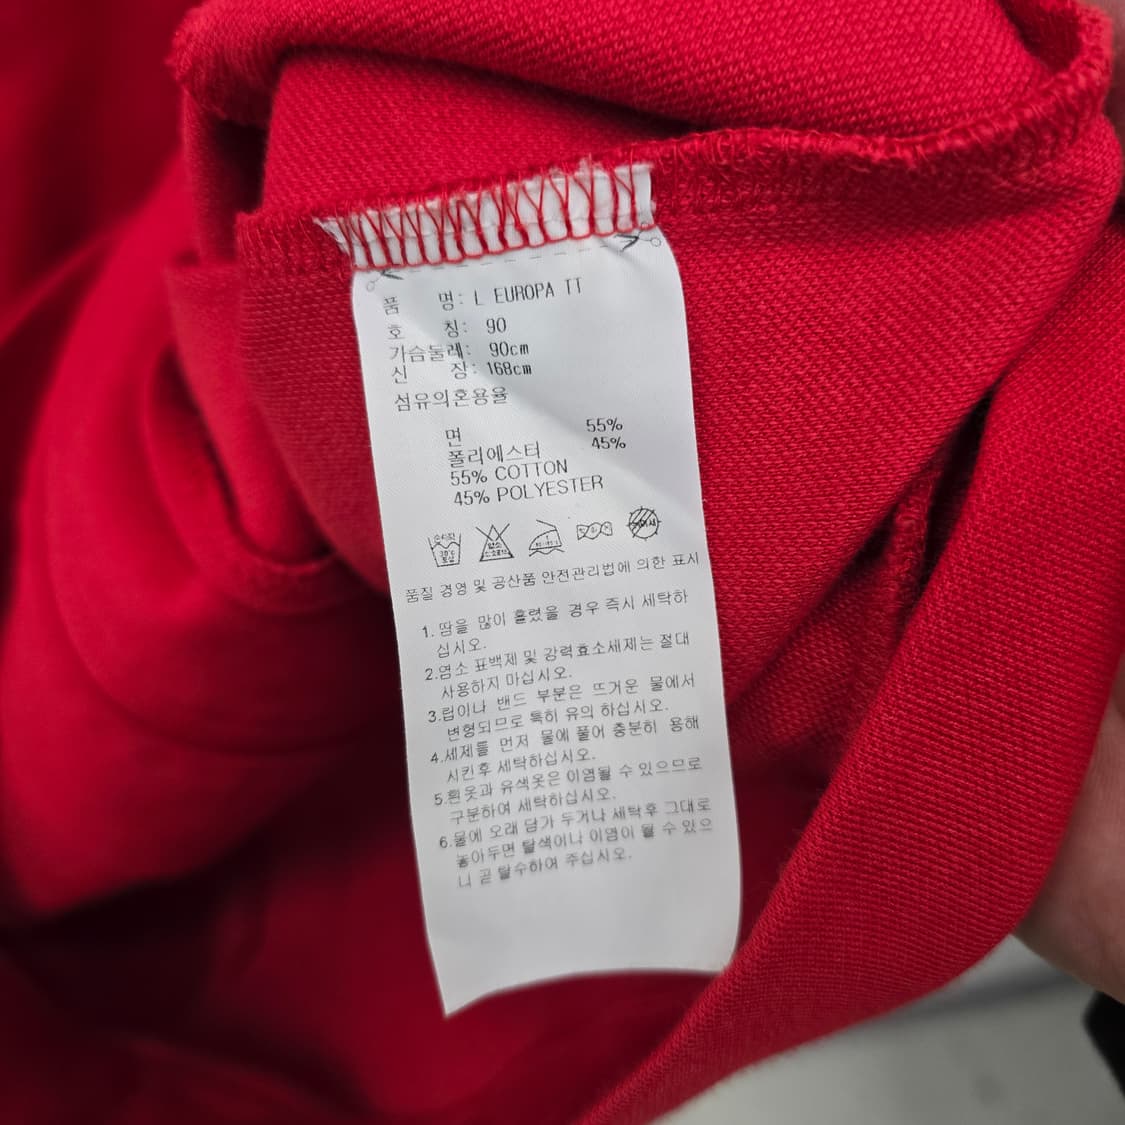 품 명: L EUROPA TT
호 칭: 90
가슴둘레: 90cm
신 장: 168cm
섬유의혼용율
면 55%
폴리에스터 45%
55% COTTON
45% POLYESTER
30℃
품질 경영 및 공산품 안전관리법에 의한 표시
1.땀을 많이 흘렸을 경우 즉시 세탁하
십시오.
2.염소 표백제 및 강력효소세제는 절대
사용하지 마십시오.
3.립이나 밴드 부분은 뜨거운 물에서
변형되므로 특히 유의 하십시오.
4.세제를 먼저 물에 풀어 충분히 용해
시킨후 세탁하십시오.
5.흰옷과 유색옷은 이염될 수 있으므로
구분하여 세탁하십시오.
6.물에 오래 담가 두거나 세탁후 그대로
놓아두면 탈색이나 이염이 될 수 있으
니 곧 탈수하여 주십시오.